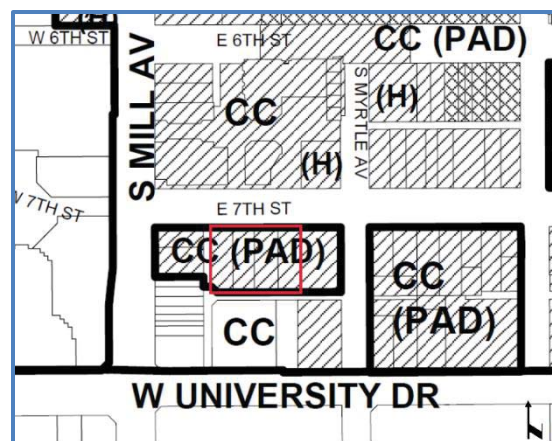 (H)
W 6TH ST
E 6TH ST
CC (PAD)
S MILL AV
CC
(H)
S MYRTLE AV
(H)
W 7TH ST
E 7TH ST
CC (PAD)
CC
(PAD)
CC
W UNIVERSITY DR